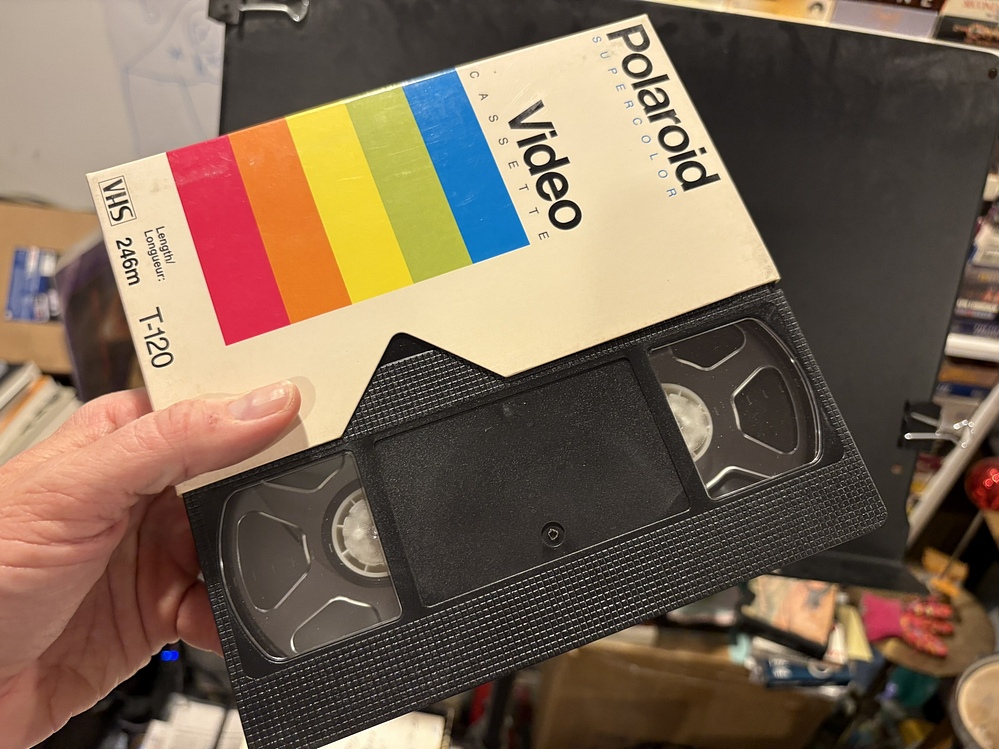 Polaroid
SUPERCOLOR
Video
CASSETTE
VHS
Length/
Longueur:
246m
T-120